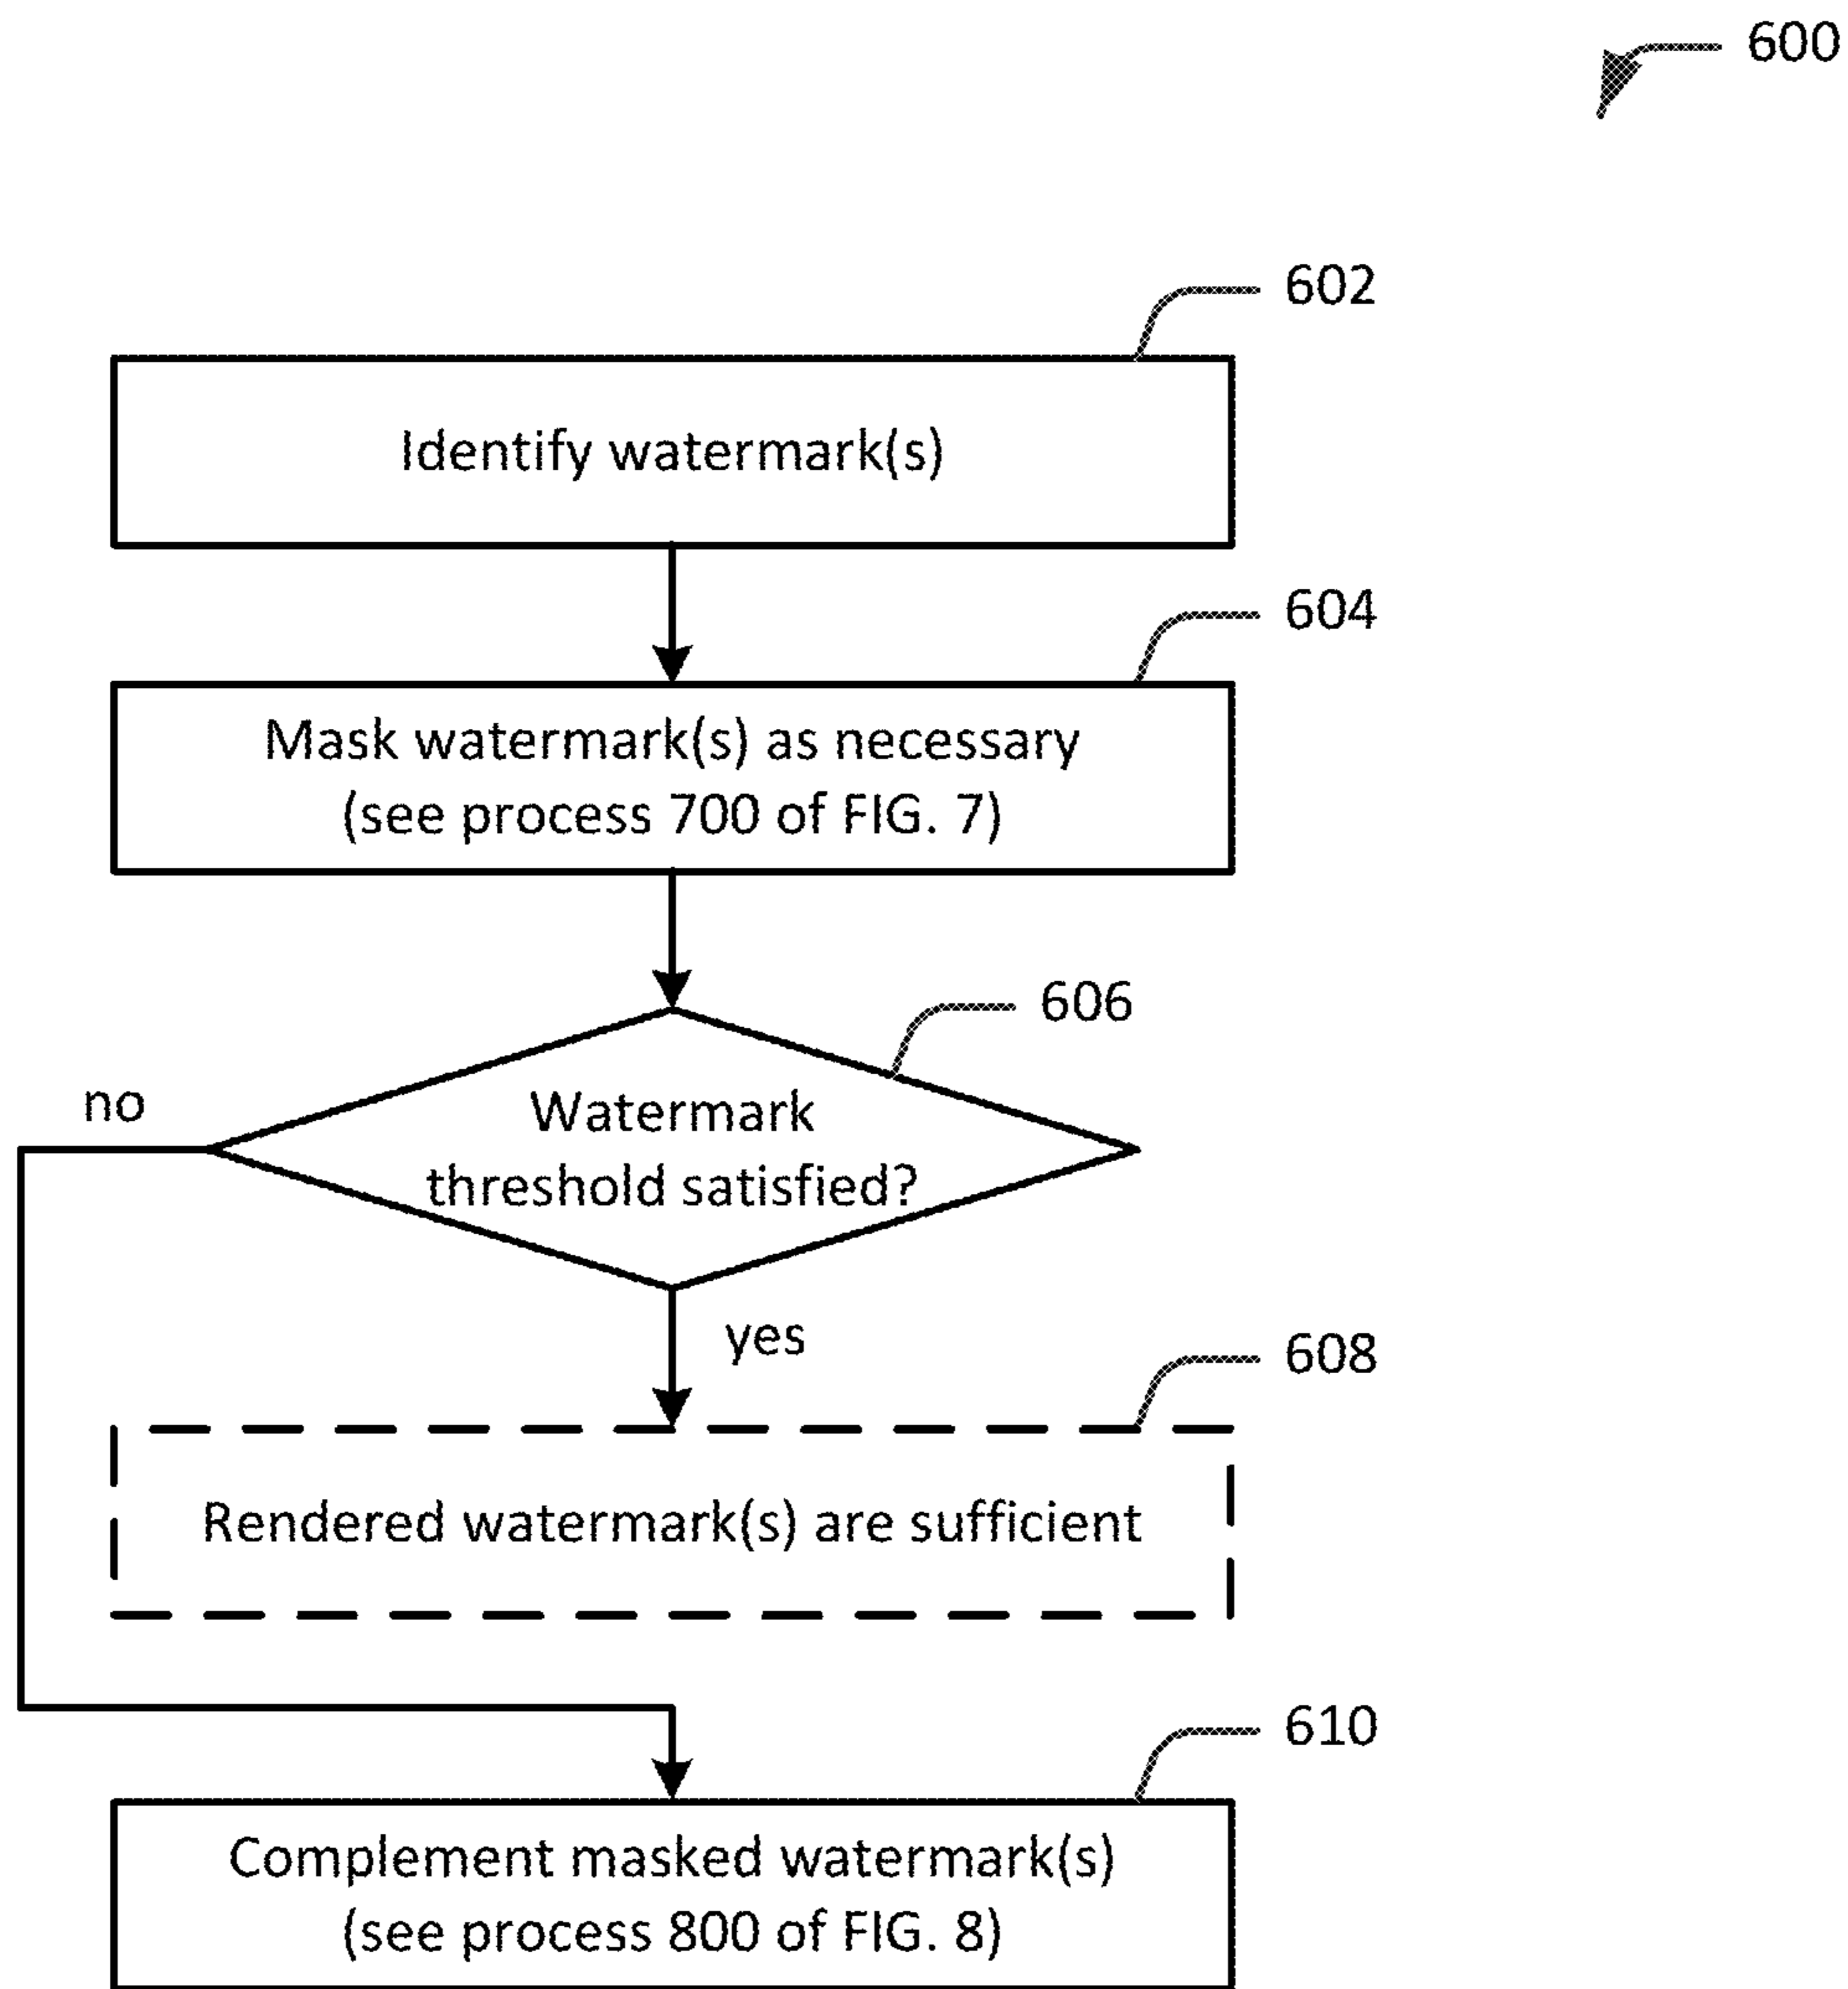 600
602
Identify watermark(s)
604
Mask watermark(s) as necessary
(see process 700 of FIG. 7)
606
no
Watermark
threshold satisfied?
yes
608
Rendered watermark(s) are sufficient
610
Complement masked watermark(s)
(see process 800 of FIG. 8)